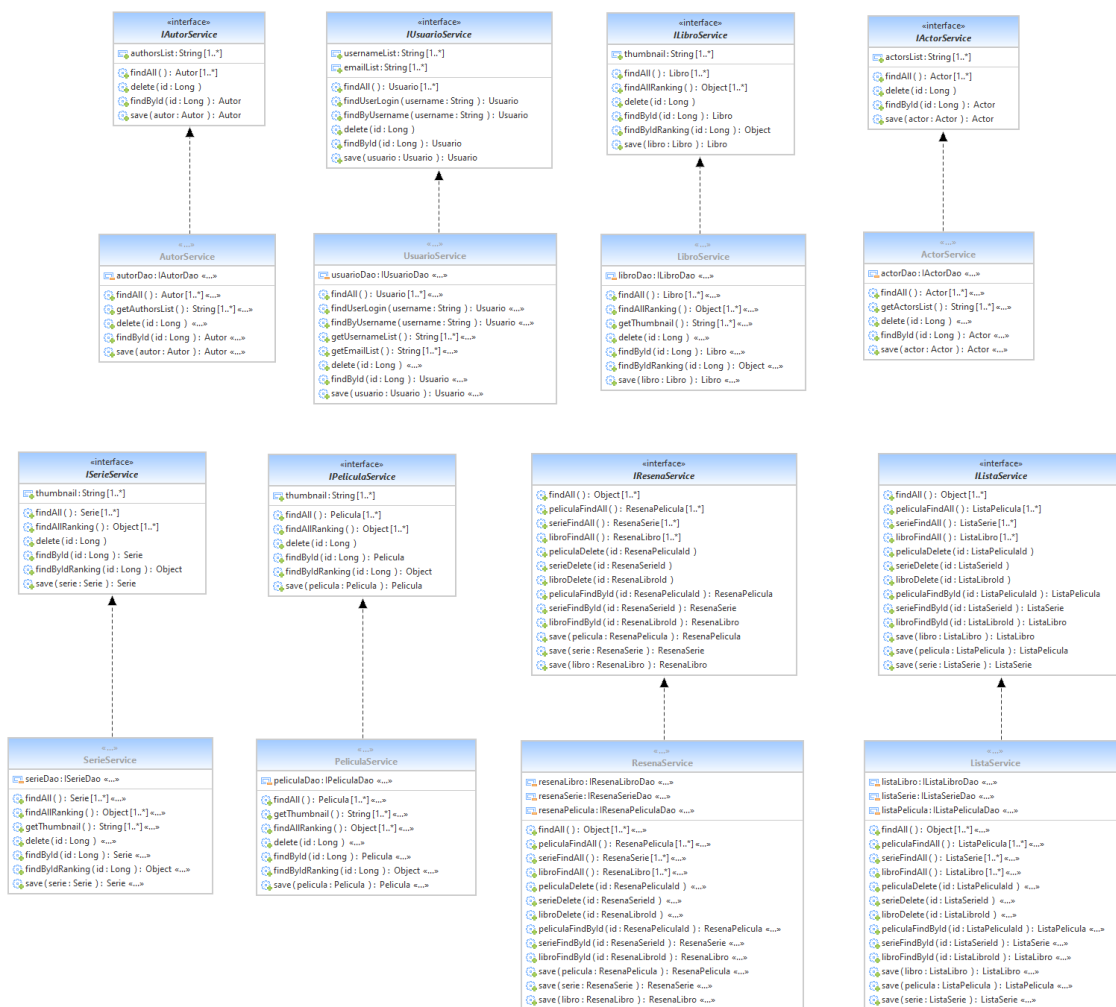 «interface»
IAutorService
authorsList : String [1..*]
findAll ( ) : Autor [1..*]
delete (id : Long )
findById (id : Long ) : Autor
save (autor : Autor ) : Autor
«interface»
IUsuarioService
usernameList : String [1..*]
emailList : String [1..*]
findAll ( ) : Usuario [1..*]
findUserLogin (username : String ) : Usuario
findByUsername (username : String ) : Usuario
delete (id : Long )
findById (id : Long ) : Usuario
save (usuario : Usuario ) : Usuario
«interface»
ILibroService
thumbnail : String [1..*]
findAll ( ) : Libro [1..*]
findAllRanking ( ) : Object [1..*]
delete (id : Long )
findById (id : Long ) : Libro
findByIdRanking (id : Long ) : Object
save (libro : Libro ) : Libro
«interface»
IActorService
actorsList : String [1..*]
findAll ( ) : Actor [1..*]
delete (id : Long )
findById (id : Long ) : Actor
save (actor : Actor ) : Actor
«...»
AutorService
autorDao : IAutorDao «...»
findAll ( ) : Autor [1..*] «...»
getAuthorsList ( ) : String [1..*] «...»
delete (id : Long ) «...»
findById (id : Long ) : Autor «...»
save (autor : Autor ) : Autor «...»
«...»
UsuarioService
usuarioDao : IUsuarioDao «...»
findAll ( ) : Usuario [1..*] «...»
findUserLogin (username : String ) : Usuario «...»
findByUsername (username : String ) : Usuario «...»
getUsernameList ( ) : String [1..*] «...»
getEmailList ( ) : String [1..*] «...»
delete (id : Long ) «...»
findById (id : Long ) : Usuario «...»
save (usuario : Usuario ) : Usuario «...»
«...»
LibroService
libroDao : ILibroDao «...»
findAll ( ) : Libro [1..*] «...»
findAllRanking ( ) : Object [1..*] «...»
getThumbnail ( ) : String [1..*] «...»
delete (id : Long ) «...»
findById (id : Long ) : Libro «...»
findByIdRanking (id : Long ) : Object «...»
save (libro : Libro ) : Libro «...»
«...»
ActorService
actorDao : IActorDao «...»
findAll ( ) : Actor [1..*] «...»
getActorsList ( ) : String [1..*] «...»
delete (id : Long ) «...»
findById (id : Long ) : Actor «...»
save (actor : Actor ) : Actor «...»
«interface»
ISerieService
thumbnail : String [1..*]
findAll ( ) : Serie [1..*]
findAllRanking ( ) : Object [1..*]
delete (id : Long )
findById (id : Long ) : Serie
findByIdRanking (id : Long ) : Object
save (serie : Serie ) : Serie
«interface»
IPeliculaService
thumbnail : String [1..*]
findAll ( ) : Pelicula [1..*]
findAllRanking ( ) : Object [1..*]
delete (id : Long )
findById (id : Long ) : Pelicula
findByIdRanking (id : Long ) : Object
save (pelicula : Pelicula ) : Pelicula
«interface»
IResenaService
findAll ( ) : Object [1..*]
peliculaFindAll ( ) : ResenaPelicula [1..*]
serieFindAll ( ) : ResenaSerie [1..*]
libroFindAll ( ) : ResenaLibro [1..*]
peliculaDelete (id : ResenaPeliculaId )
serieDelete (id : ResenaSerieId )
libroDelete (id : ResenaLibroId )
peliculaFindById (id : ResenaPeliculaId ) : ResenaPelicula
serieFindById (id : ResenaSerieId ) : ResenaSerie
libroFindById (id : ResenaLibroId ) : ResenaLibro
save (pelicula : ResenaPelicula ) : ResenaPelicula
save (serie : ResenaSerie ) : ResenaSerie
save (libro : ResenaLibro ) : ResenaLibro
«interface»
IListaService
findAll ( ) : Object [1..*]
peliculaFindAll ( ) : ListaPelicula [1..*]
serieFindAll ( ) : ListaSerie [1..*]
libroFindAll ( ) : ListaLibro [1..*]
peliculaDelete (id : ListaPeliculaId )
serieDelete (id : ListaSerieId )
libroDelete (id : ListaLibroId )
peliculaFindById (id : ListaPeliculaId ) : ListaPelicula
serieFindById (id : ListaSerieId ) : ListaSerie
libroFindById (id : ListaLibroId ) : ListaLibro
save (libro : ListaLibro ) : ListaLibro
save (pelicula : ListaPelicula ) : ListaPelicula
save (serie : ListaSerie ) : ListaSerie
«...»
SerieService
serieDao : ISerieDao «...»
findAll ( ) : Serie [1..*] «...»
findAllRanking ( ) : Object [1..*] «...»
getThumbnail ( ) : String [1..*] «...»
delete (id : Long ) «...»
findById (id : Long ) : Serie «...»
findByIdRanking (id : Long ) : Object «...»
save (serie : Serie ) : Serie «...»
«...»
PeliculaService
peliculaDao : IPeliculaDao «...»
findAll ( ) : Pelicula [1..*] «...»
getThumbnail ( ) : String [1..*] «...»
findAllRanking ( ) : Object [1..*] «...»
delete (id : Long ) «...»
findById (id : Long ) : Pelicula «...»
findByIdRanking (id : Long ) : Object «...»
save (pelicula : Pelicula ) : Pelicula «...»
«...»
ResenaService
resenaLibro : IResenaLibroDao «...»
resenaSerie : IResenaSerieDao «...»
resenaPelicula : IResenaPeliculaDao «...»
findAll ( ) : Object [1..*] «...»
peliculaFindAll ( ) : ResenaPelicula [1..*] «...»
serieFindAll ( ) : ResenaSerie [1..*] «...»
libroFindAll ( ) : ResenaLibro [1..*] «...»
peliculaDelete (id : ResenaPeliculaId ) «...»
serieDelete (id : ResenaSerieId ) «...»
libroDelete (id : ResenaLibroId ) «...»
peliculaFindById (id : ResenaPeliculaId ) : ResenaPelicula «...»
serieFindById (id : ResenaSerieId ) : ResenaSerie «...»
libroFindById (id : ResenaLibroId ) : ResenaLibro «...»
save (pelicula : ResenaPelicula ) : ResenaPelicula «...»
save (serie : ResenaSerie ) : ResenaSerie «...»
save (libro : ResenaLibro ) : ResenaLibro «...»
«...»
ListaService
listaLibro : IListaLibroDao «...»
listaSerie : IListaSerieDao «...»
listaPelicula : IListaPeliculaDao «...»
findAll ( ) : Object [1..*] «...»
peliculaFindAll ( ) : ListaPelicula [1..*] «...»
serieFindAll ( ) : ListaSerie [1..*] «...»
libroFindAll ( ) : ListaLibro [1..*] «...»
peliculaDelete (id : ListaPeliculaId ) «...»
serieDelete (id : ListaSerieId ) «...»
libroDelete (id : ListaLibroId ) «...»
peliculaFindById (id : ListaPeliculaId ) : ListaPelicula «...»
serieFindById (id : ListaSerieId ) : ListaSerie «...»
libroFindById (id : ListaLibroId ) : ListaLibro «...»
save (libro : ListaLibro ) : ListaLibro «...»
save (pelicula : ListaPelicula ) : ListaPelicula «...»
save (serie : ListaSerie ) : ListaSerie «...»